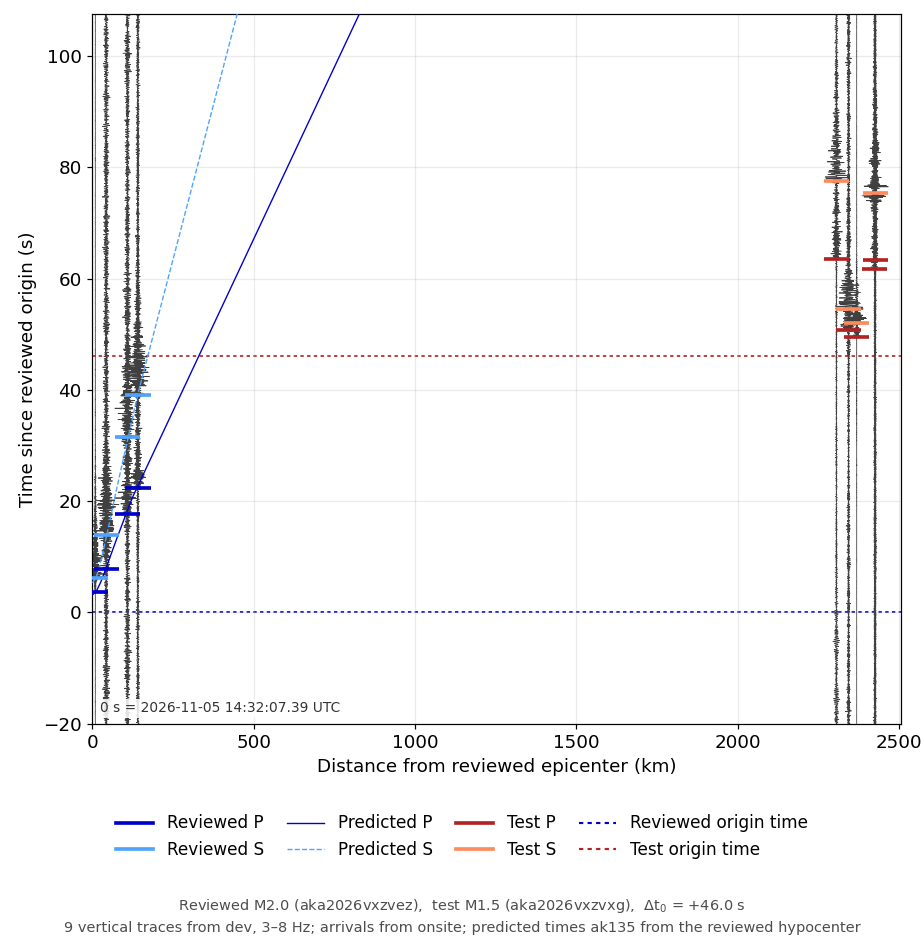 100
80
60
40
20
0
−20
Time since reviewed origin (s)
0 s = 2026-11-05 14:32:07.39 UTC
0 500 1000 1500 2000 2500
Distance from reviewed epicenter (km)
Reviewed P Predicted P Test P Reviewed origin time
Reviewed S Predicted S Test S Test origin time
Reviewed M2.0 (aka2026vxzvez), test M1.5 (aka2026vxzvxg), Δt₀ = +46.0 s
9 vertical traces from dev, 3–8 Hz; arrivals from onsite; predicted times ak135 from the reviewed hypocenter